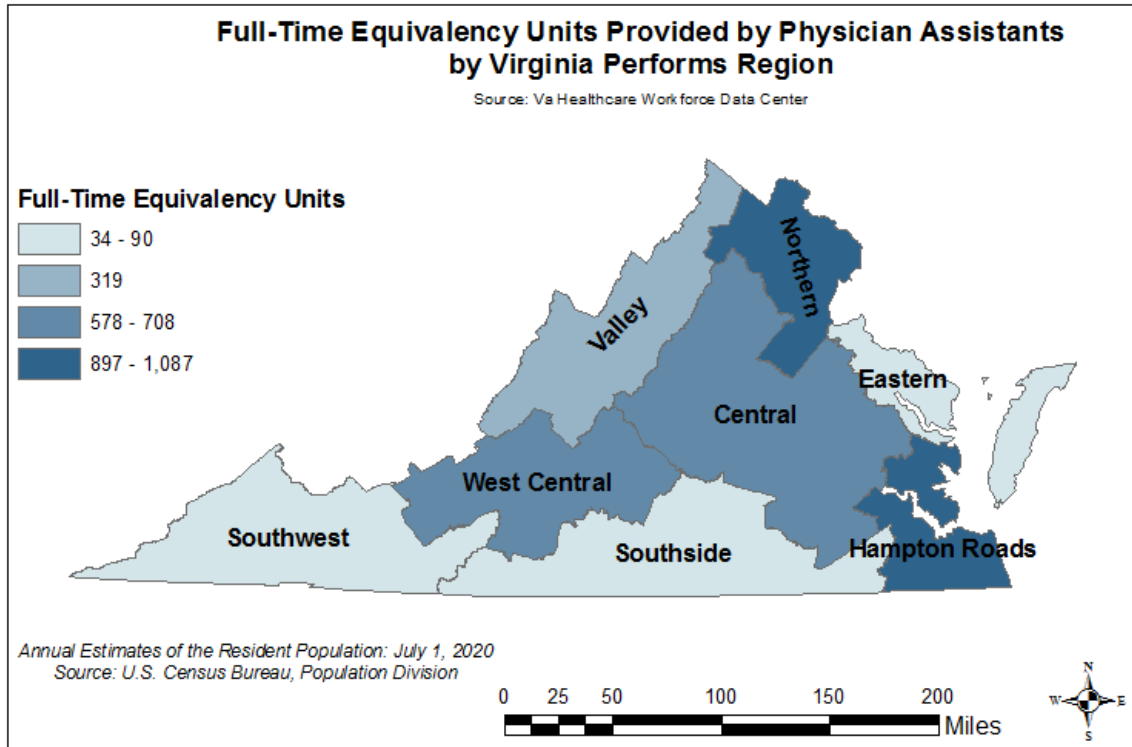 Full-Time Equivalency Units Provided by Physician Assistants
by Virginia Performs Region
Source: Va Healthcare Workforce Data Center
Full-Time Equivalency Units
34 - 90
319
578 - 708
897 - 1,087
Northern
Valley
Eastern
Central
West Central
Southwest
Southside
Hampton Roads
Annual Estimates of the Resident Population: July 1, 2020
Source: U.S. Census Bureau, Population Division
0 25 50 100 150 200
Miles
N
W E
S